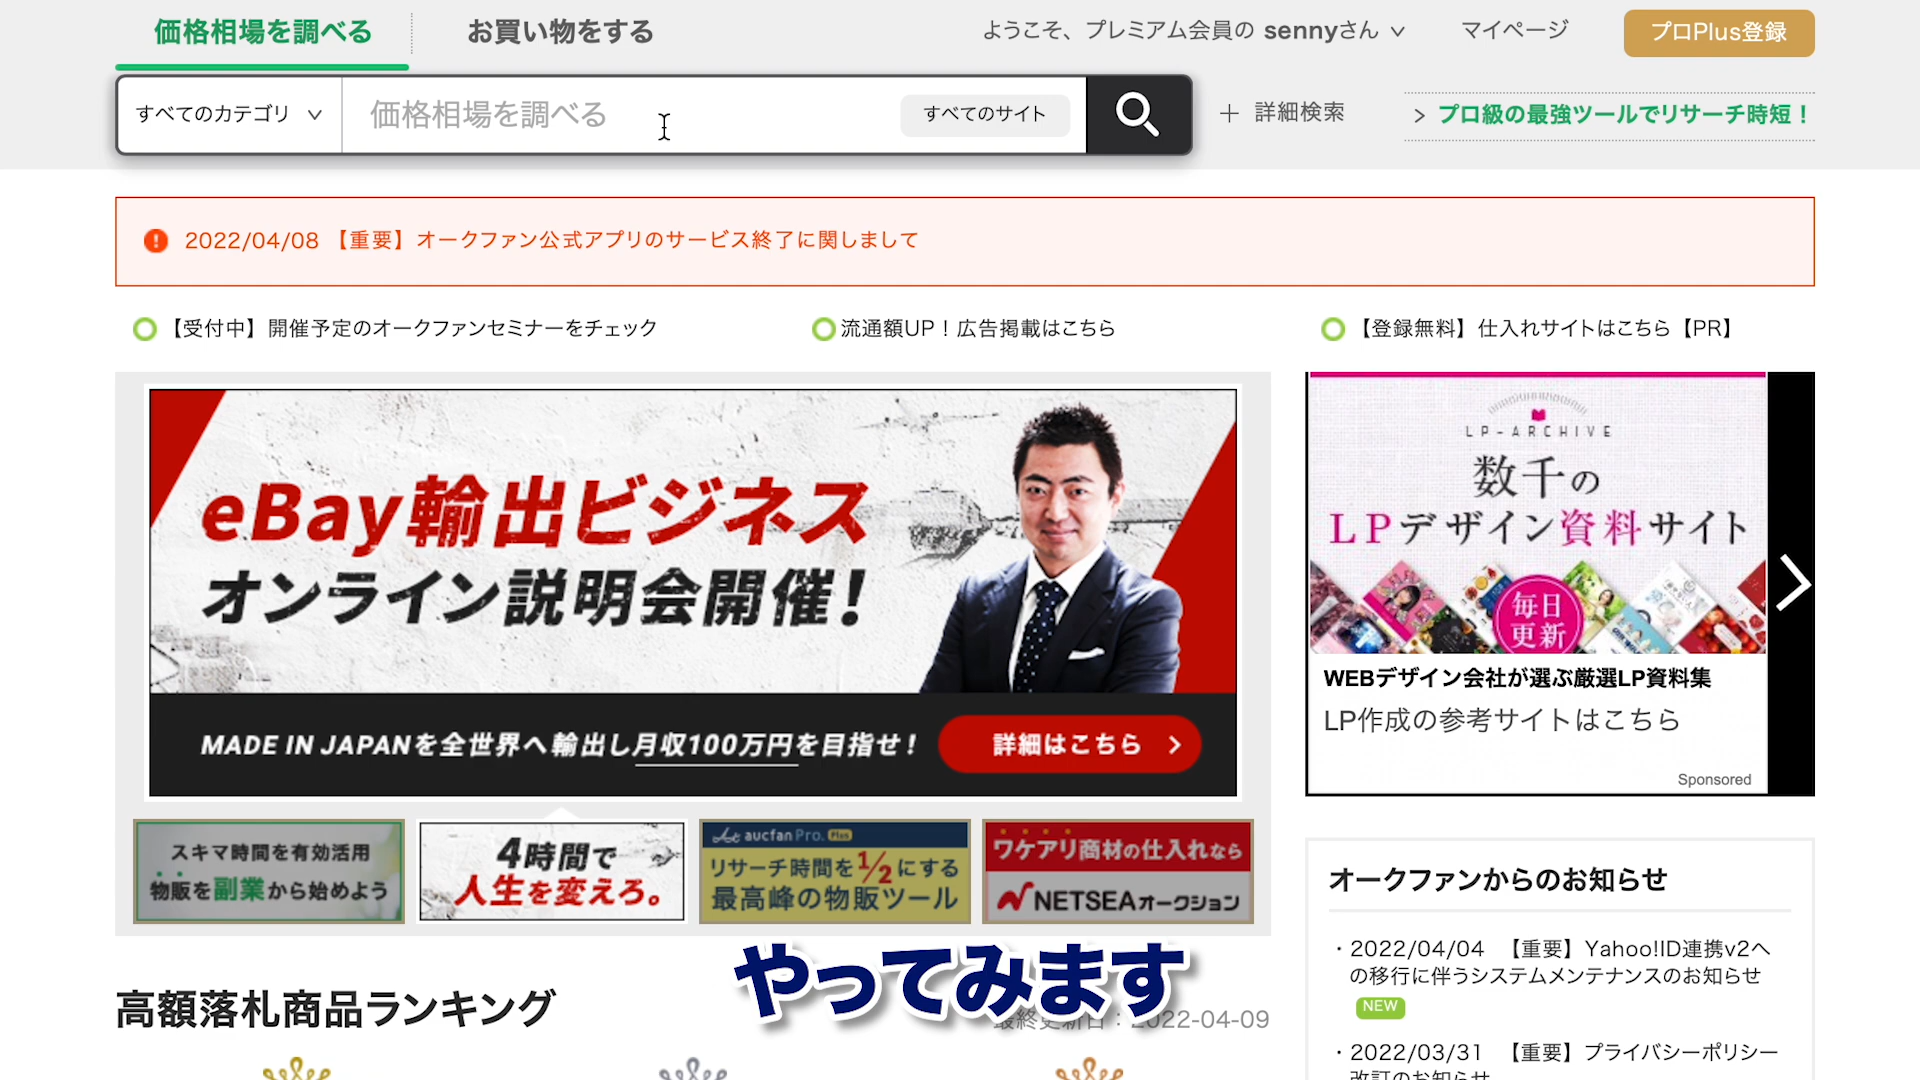 価格相場を調べる
お買い物をする
ようこそ、プレミアム会員の sennyさん
マイページ
プロPlus登録
すべてのカテゴリ
価格相場を調べる
すべてのサイト
＋ 詳細検索
> プロ級の最強ツールでリサーチ時短！
2022/04/08 【重要】オークファン公式アプリのサービス終了に関しまして
【受付中】開催予定のオークファンセミナーをチェック
流通額UP！広告掲載はこちら
【登録無料】仕入れサイトはこちら【PR】
eBay輸出ビジネス
オンライン説明会開催！
MADE IN JAPANを全世界へ輸出し月収100万円を目指せ！
詳細はこちら
LP-ARCHIVE
数千の
LPデザイン資料サイト
毎日
更新
WEBデザイン会社が選ぶ厳選LP資料集
LP作成の参考サイトはこちら
Sponsored
スキマ時間を有効活用
物販を副業から始めよう
4時間で
人生を変えろ。
aucfan Pro. Plus
リサーチ時間を1/2にする
最高峰の物販ツール
ワケアリ商材の仕入れなら
NETSEAオークション
オークファンからのお知らせ
・2022/04/04 【重要】Yahoo!ID連携v2へ
の移行に伴うシステムメンテナンスのお知らせ
NEW
・2022/03/31 【重要】プライバシーポリシー
改訂のお知らせ
やってみます
高額落札商品ランキング
最終更新日：2022-04-09